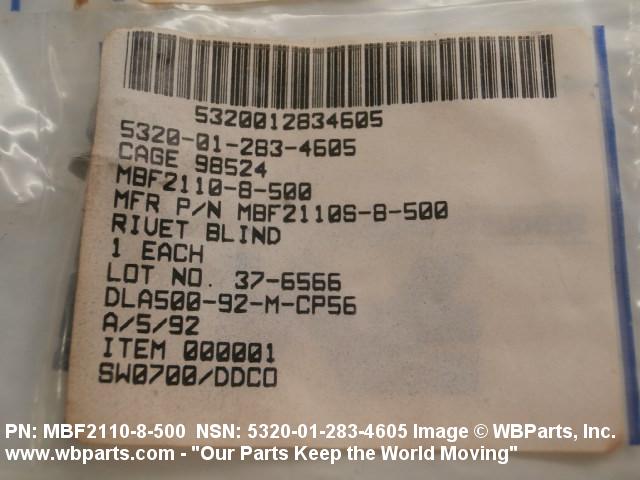 5320012834605
5320-01-283-4605
CAGE 98524
MBF2110-8-500
MFR P/N MBF2110S-8-500
RIVET BLIND
1 EACH
LOT NO. 37-6566
DLA500-92-M-CP56
A/5/92
ITEM 000001
SW0700/DDCO
PN: MBF2110-8-500 NSN: 5320-01-283-4605 Image © WBParts, Inc.
www.wbparts.com - "Our Parts Keep the World Moving"